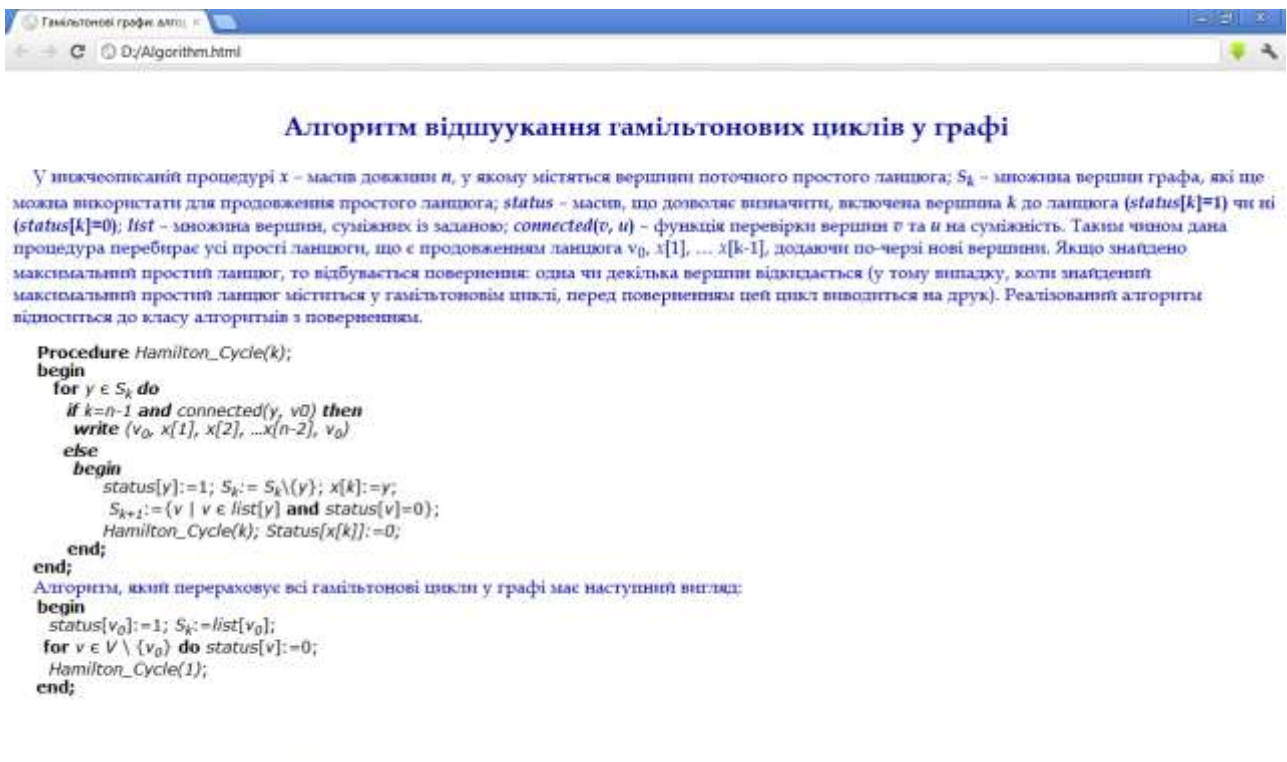 Гамільтонові графи: алго
D:/Algorithm.html
Алгоритм відшуукання гамільтонових циклів у графі
У нижчеописаній процедурі x – масив довжини n, у якому містяться вершини поточного простого ланцюга; Sk – множина вершин графа, які ще
можна використати для продовження простого ланцюга; status – масив, що дозволяє визначити, включена вершина k до ланцюга (status[k]=1) чи ні
(status[k]=0); list – множина вершин, суміжних із заданою; connected(v, u) – функція перевірки вершин v та u на суміжність. Таким чином дана
процедура перебирає усі прості ланцюги, що є продовженням ланцюга v0, x[1], … x[k-1], додаючи по-черзі нові вершини. Якщо знайдено
максимальний простий ланцюг, то відбувається повернення: одна чи декілька вершин відкидається (у тому випадку, коли знайдений
максимальний простий ланцюг міститься у гамільтоновім циклі, перед поверненням цей цикл виводиться на друк). Реалізований алгоритм
відноситься до класу алгоритмів з поверненням.
Procedure Hamilton_Cycle(k);
begin
for y ϵ Sk do
if k=n-1 and connected(y, v0) then
write (v0, x[1], x[2], ...x[n-2], v0)
else
begin
status[y]:=1; Sk:= Sk\{y}; x[k]:=y;
Sk+1:={v | v ϵ list[y] and status[v]=0};
Hamilton_Cycle(k); Status[x[k]]:=0;
end;
end;
Алгоритм, який перераховує всі гамільтонові цикли у графі має наступний вигляд:
begin
status[v0]:=1; Sk:=list[v0];
for v ϵ V \ {v0} do status[v]:=0;
Hamilton_Cycle(1);
end;